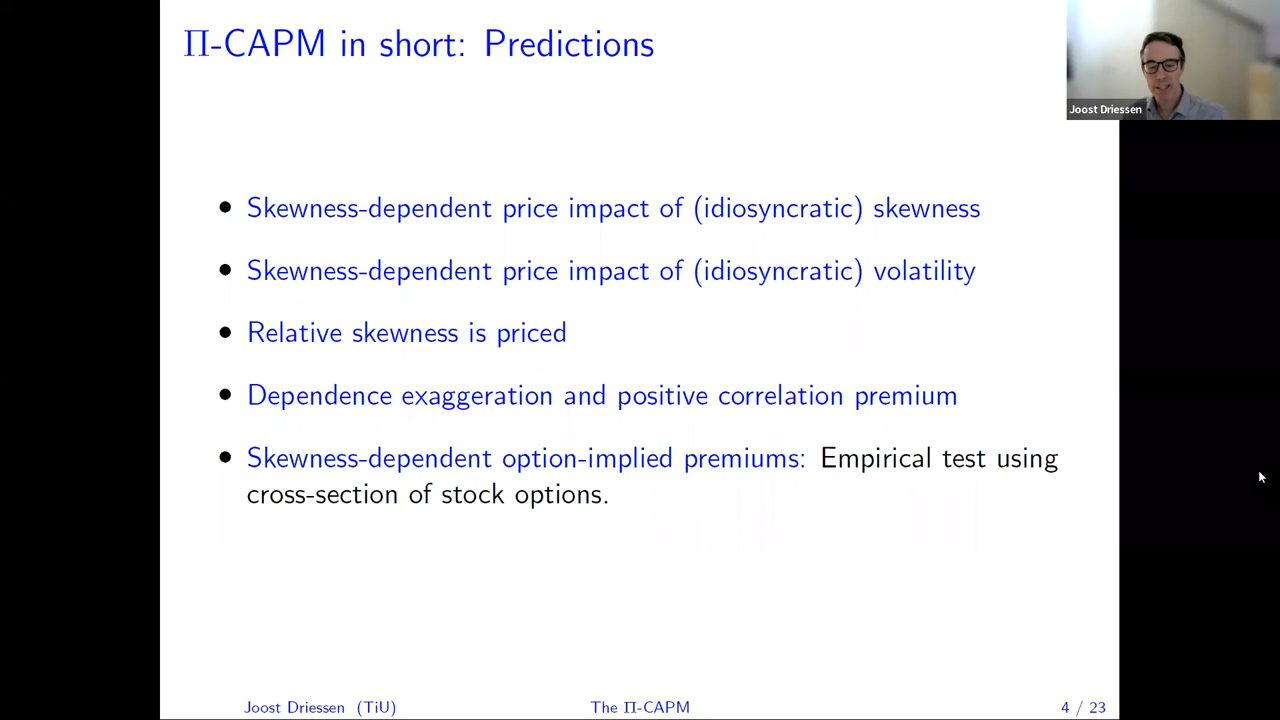 Π-CAPM in short: Predictions
Joost Driessen
• Skewness-dependent price impact of (idiosyncratic) skewness
• Skewness-dependent price impact of (idiosyncratic) volatility
• Relative skewness is priced
• Dependence exaggeration and positive correlation premium
• Skewness-dependent option-implied premiums: Empirical test using
cross-section of stock options.
Joost Driessen (TiU) The Π-CAPM 4 / 23